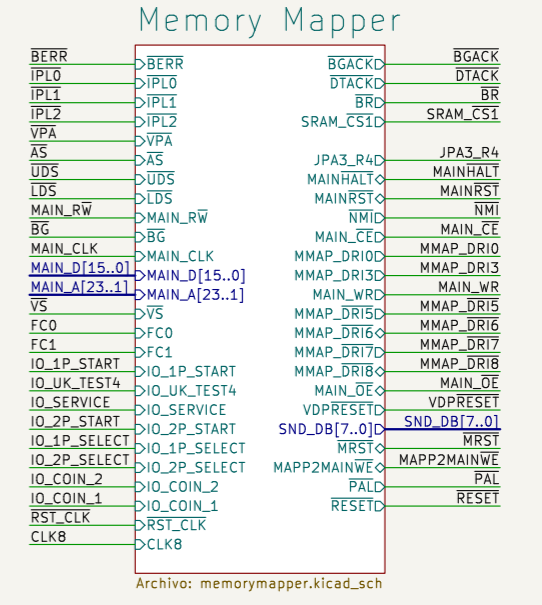 Memory Mapper
BERR
IPL0
IPL1
IPL2
VPA
AS
UDS
LDS
MAIN_RW
BG
MAIN_CLK
MAIN_D[15..0]
MAIN_A[23..1]
VS
FC0
FC1
IO_1P_START
IO_UK_TEST4
IO_SERVICE
IO_2P_START
IO_1P_SELECT
IO_2P_SELECT
IO_COIN_2
IO_COIN_1
RST_CLK
CLK8
BERR
IPL0
IPL1
IPL2
VPA
AS
UDS
LDS
MAIN_RW
BG
MAIN_CLK
MAIN_D[15..0]
MAIN_A[23..1]
VS
FC0
FC1
IO_1P_START
IO_UK_TEST4
IO_SERVICE
IO_2P_START
IO_1P_SELECT
IO_2P_SELECT
IO_COIN_2
IO_COIN_1
RST_CLK
CLK8
BGACK
DTACK
BR
SRAM_CS1
JPA3_R4
MAINHALT
MAINRST
NMI
MAIN_CE
MMAP_DRI0
MMAP_DRI3
MAIN_WR
MMAP_DRI5
MMAP_DRI6
MMAP_DRI7
MMAP_DRI8
MAIN_OE
VDPRESET
SND_DB[7..0]
MRST
MAPP2MAINWE
PAL
RESET
BGACK
DTACK
BR
SRAM_CS1
JPA3_R4
MAINHALT
MAINRST
NMI
MAIN_CE
MMAP_DRI0
MMAP_DRI3
MAIN_WR
MMAP_DRI5
MMAP_DRI6
MMAP_DRI7
MMAP_DRI8
MAIN_OE
VDPRESET
SND_DB[7..0]
MRST
MAPP2MAINWE
PAL
RESET
Archivo: memorymapper.kicad_sch